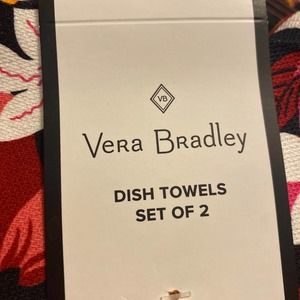 VB
Vera Bradley
DISH TOWELS
SET OF 2